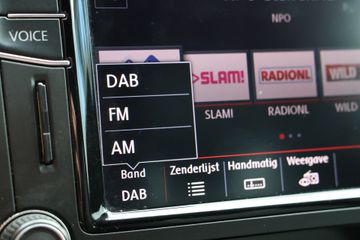 NPO
VOICE
DAB
FM
AM
SLAM!
RADIONL
WILD
SLAM!
RADIONL
WILD
Band
Zenderlijst
Handmatig
Weergave
DAB